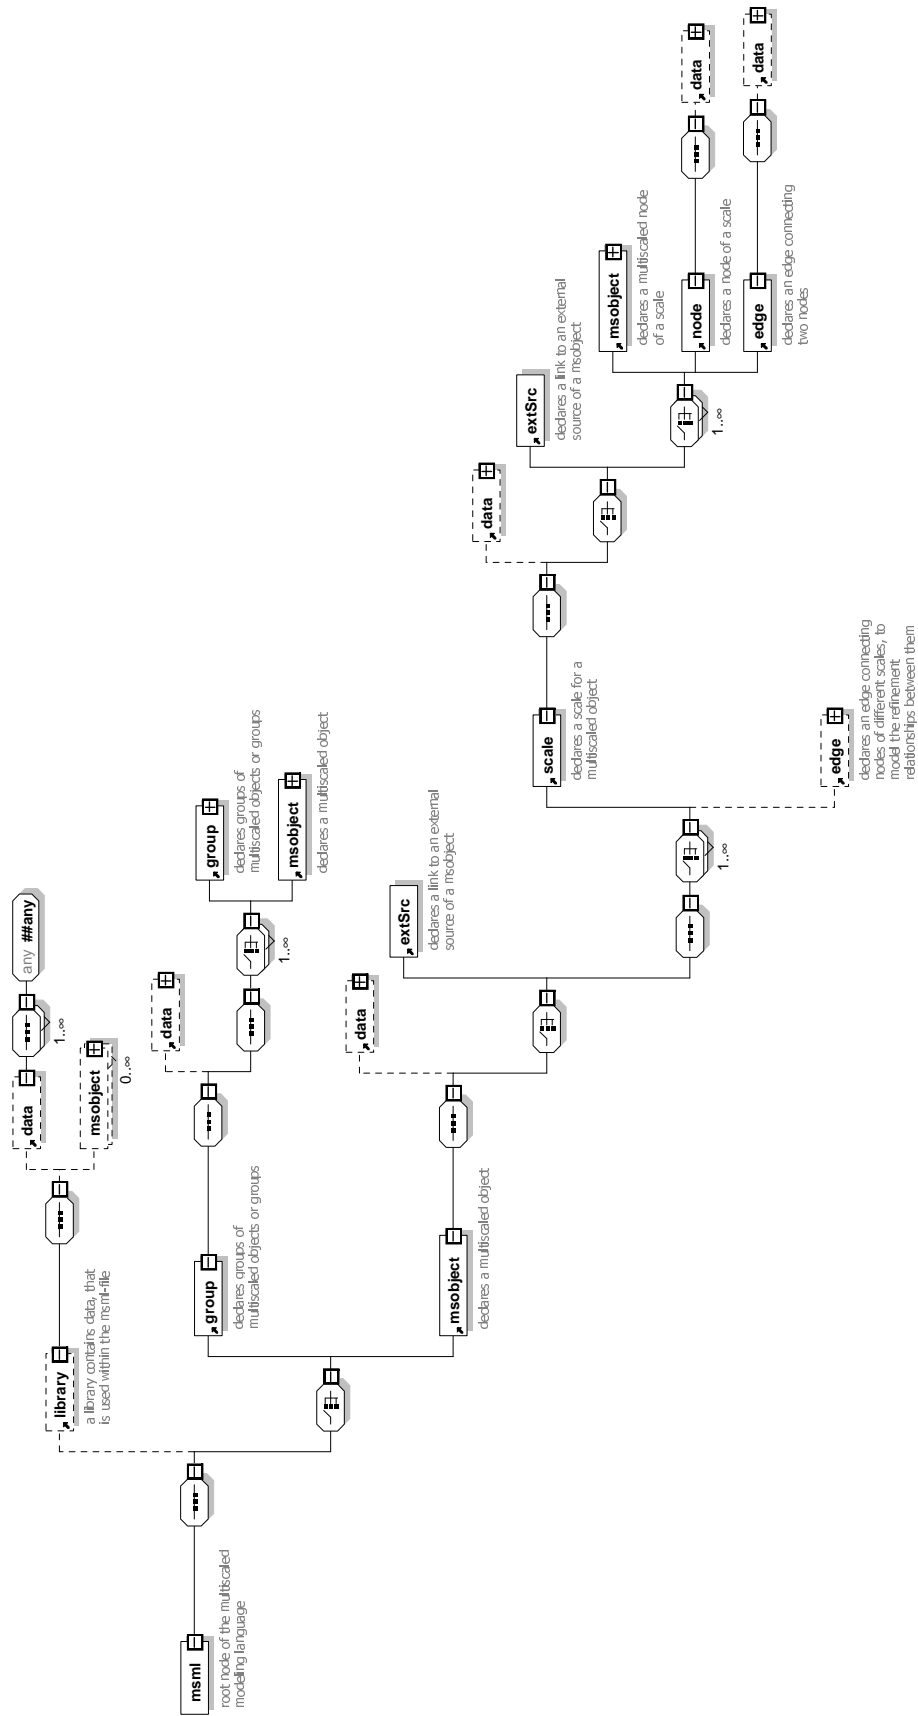 msml
root node of the multiscaled
modeling language
library
a library contains data, that
is used within the msml-file
data
1..∞
any ##any
msobject
0..∞
group
declares groups of
multiscaled objects or groups
data
1..∞
group
declares groups of
multiscaled objects or groups
msobject
declares a multiscaled object
msobject
declares a multiscaled object
data
extSrc
declares a link to an external
source of a msobject
1..∞
scale
declares a scale for a
multiscaled object
data
extSrc
declares a link to an external
source of a msobject
1..∞
msobject
declares a multiscaled node
of a scale
node
declares a node of a scale
data
edge
declares an edge connecting
two nodes
data
edge
declares an edge connecting
nodes of different scales, to
model the refinement
relationships between them